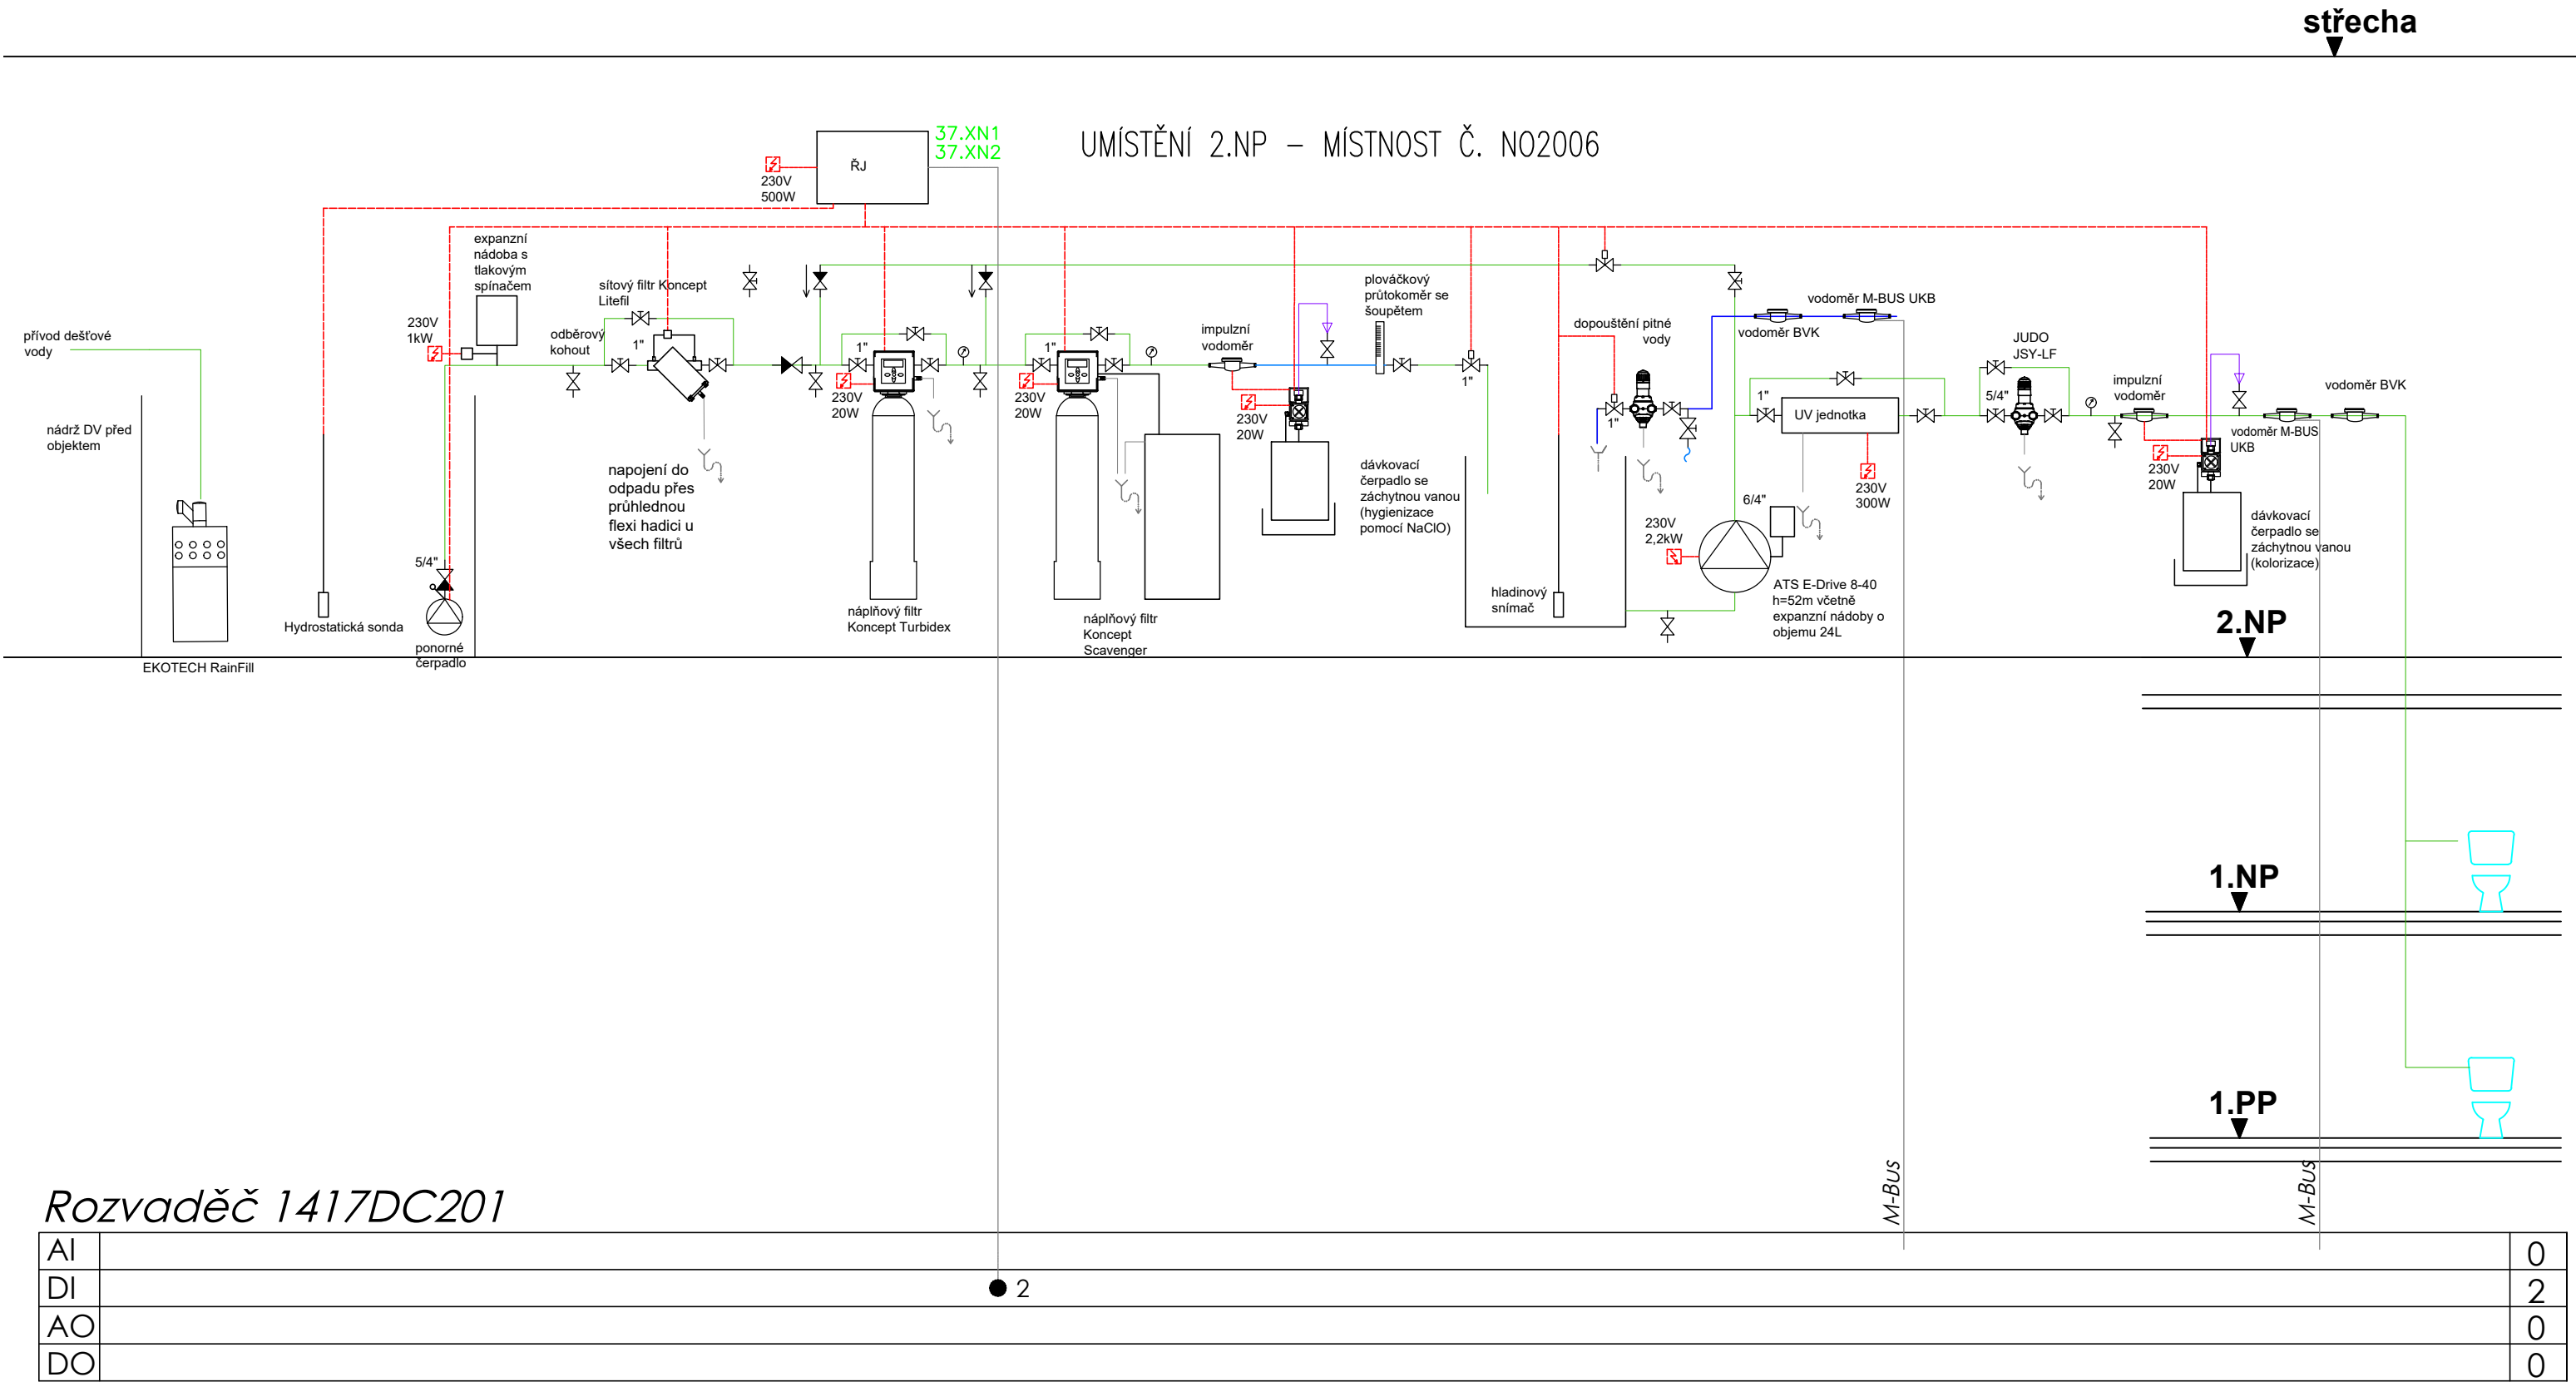 střecha
UMÍSTĚNÍ 2.NP – MÍSTNOST Č. NO2006
37.XN1
37.XN2
ŘJ
230V
500W
expanzní
nádoba s
tlakovým
spínačem
230V
1kW
přívod dešťové
vody
nádrž DV před
objektem
EKOTECH RainFill
Hydrostatická sonda
5/4"
ponorné
čerpadlo
odběrový
kohout
sítový filtr Koncept
Litefil
1"
napojení do
odpadu přes
průhlednou
flexi hadici u
všech filtrů
1"
230V
20W
náplňový filtr
Koncept Turbidex
1"
230V
20W
náplňový filtr
Koncept
Scavenger
impulzní
vodoměr
230V
20W
dávkovací
čerpadlo se
záchytnou vanou
(hygienizace
pomocí NaClO)
plováčkový
průtokoměr se
šoupětem
1"
hladinový
snímač
dopouštění pitné
vody
1"
vodoměr BVK
vodoměr M-BUS UKB
1"
UV jednotka
230V
300W
6/4"
230V
2,2kW
ATS E-Drive 8-40
h=52m včetně
expanzní nádoby o
objemu 24L
JUDO
JSY-LF
5/4"
impulzní
vodoměr
230V
20W
vodoměr M-BUS
UKB
vodoměr BVK
dávkovací
čerpadlo se
záchytnou vanou
(kolorizace)
2.NP
1.NP
1.PP
M-Bus
M-Bus
Rozvaděč 1417DC201
AI 0
DI 2 2
AO 0
DO 0